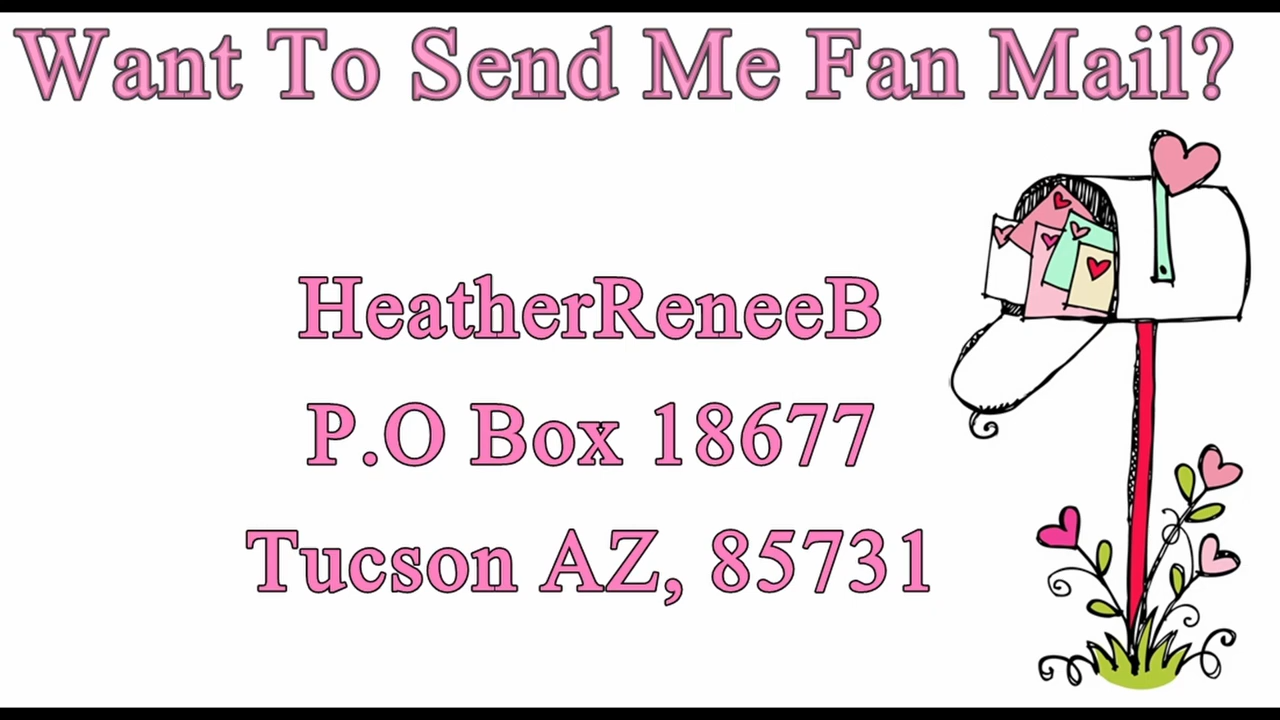 Want To Send Me Fan Mail?
HeatherReneeB
P.O Box 18677
Tucson AZ, 85731